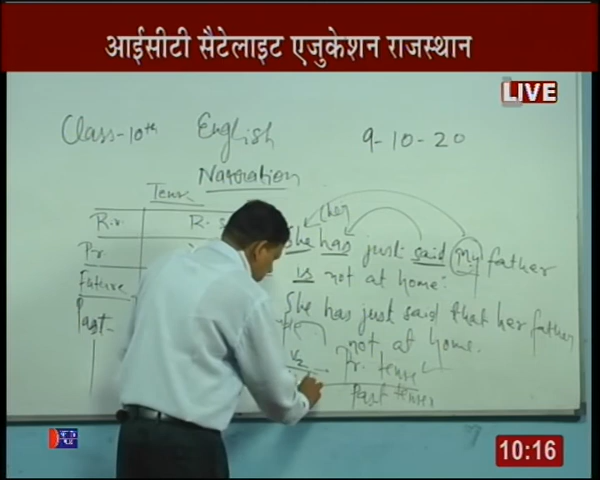 आईसीटी सैटेलाइट एजुकेशन राजस्थान
LIVE
Class-10th English 9-10-20
Narration
Tense
R.v. R. s
Pr.
Future
Past
(her
She has just said My father
is not at home.
She has just said that her father
not at home.
V2 Pr. tense
Past tense
10:16